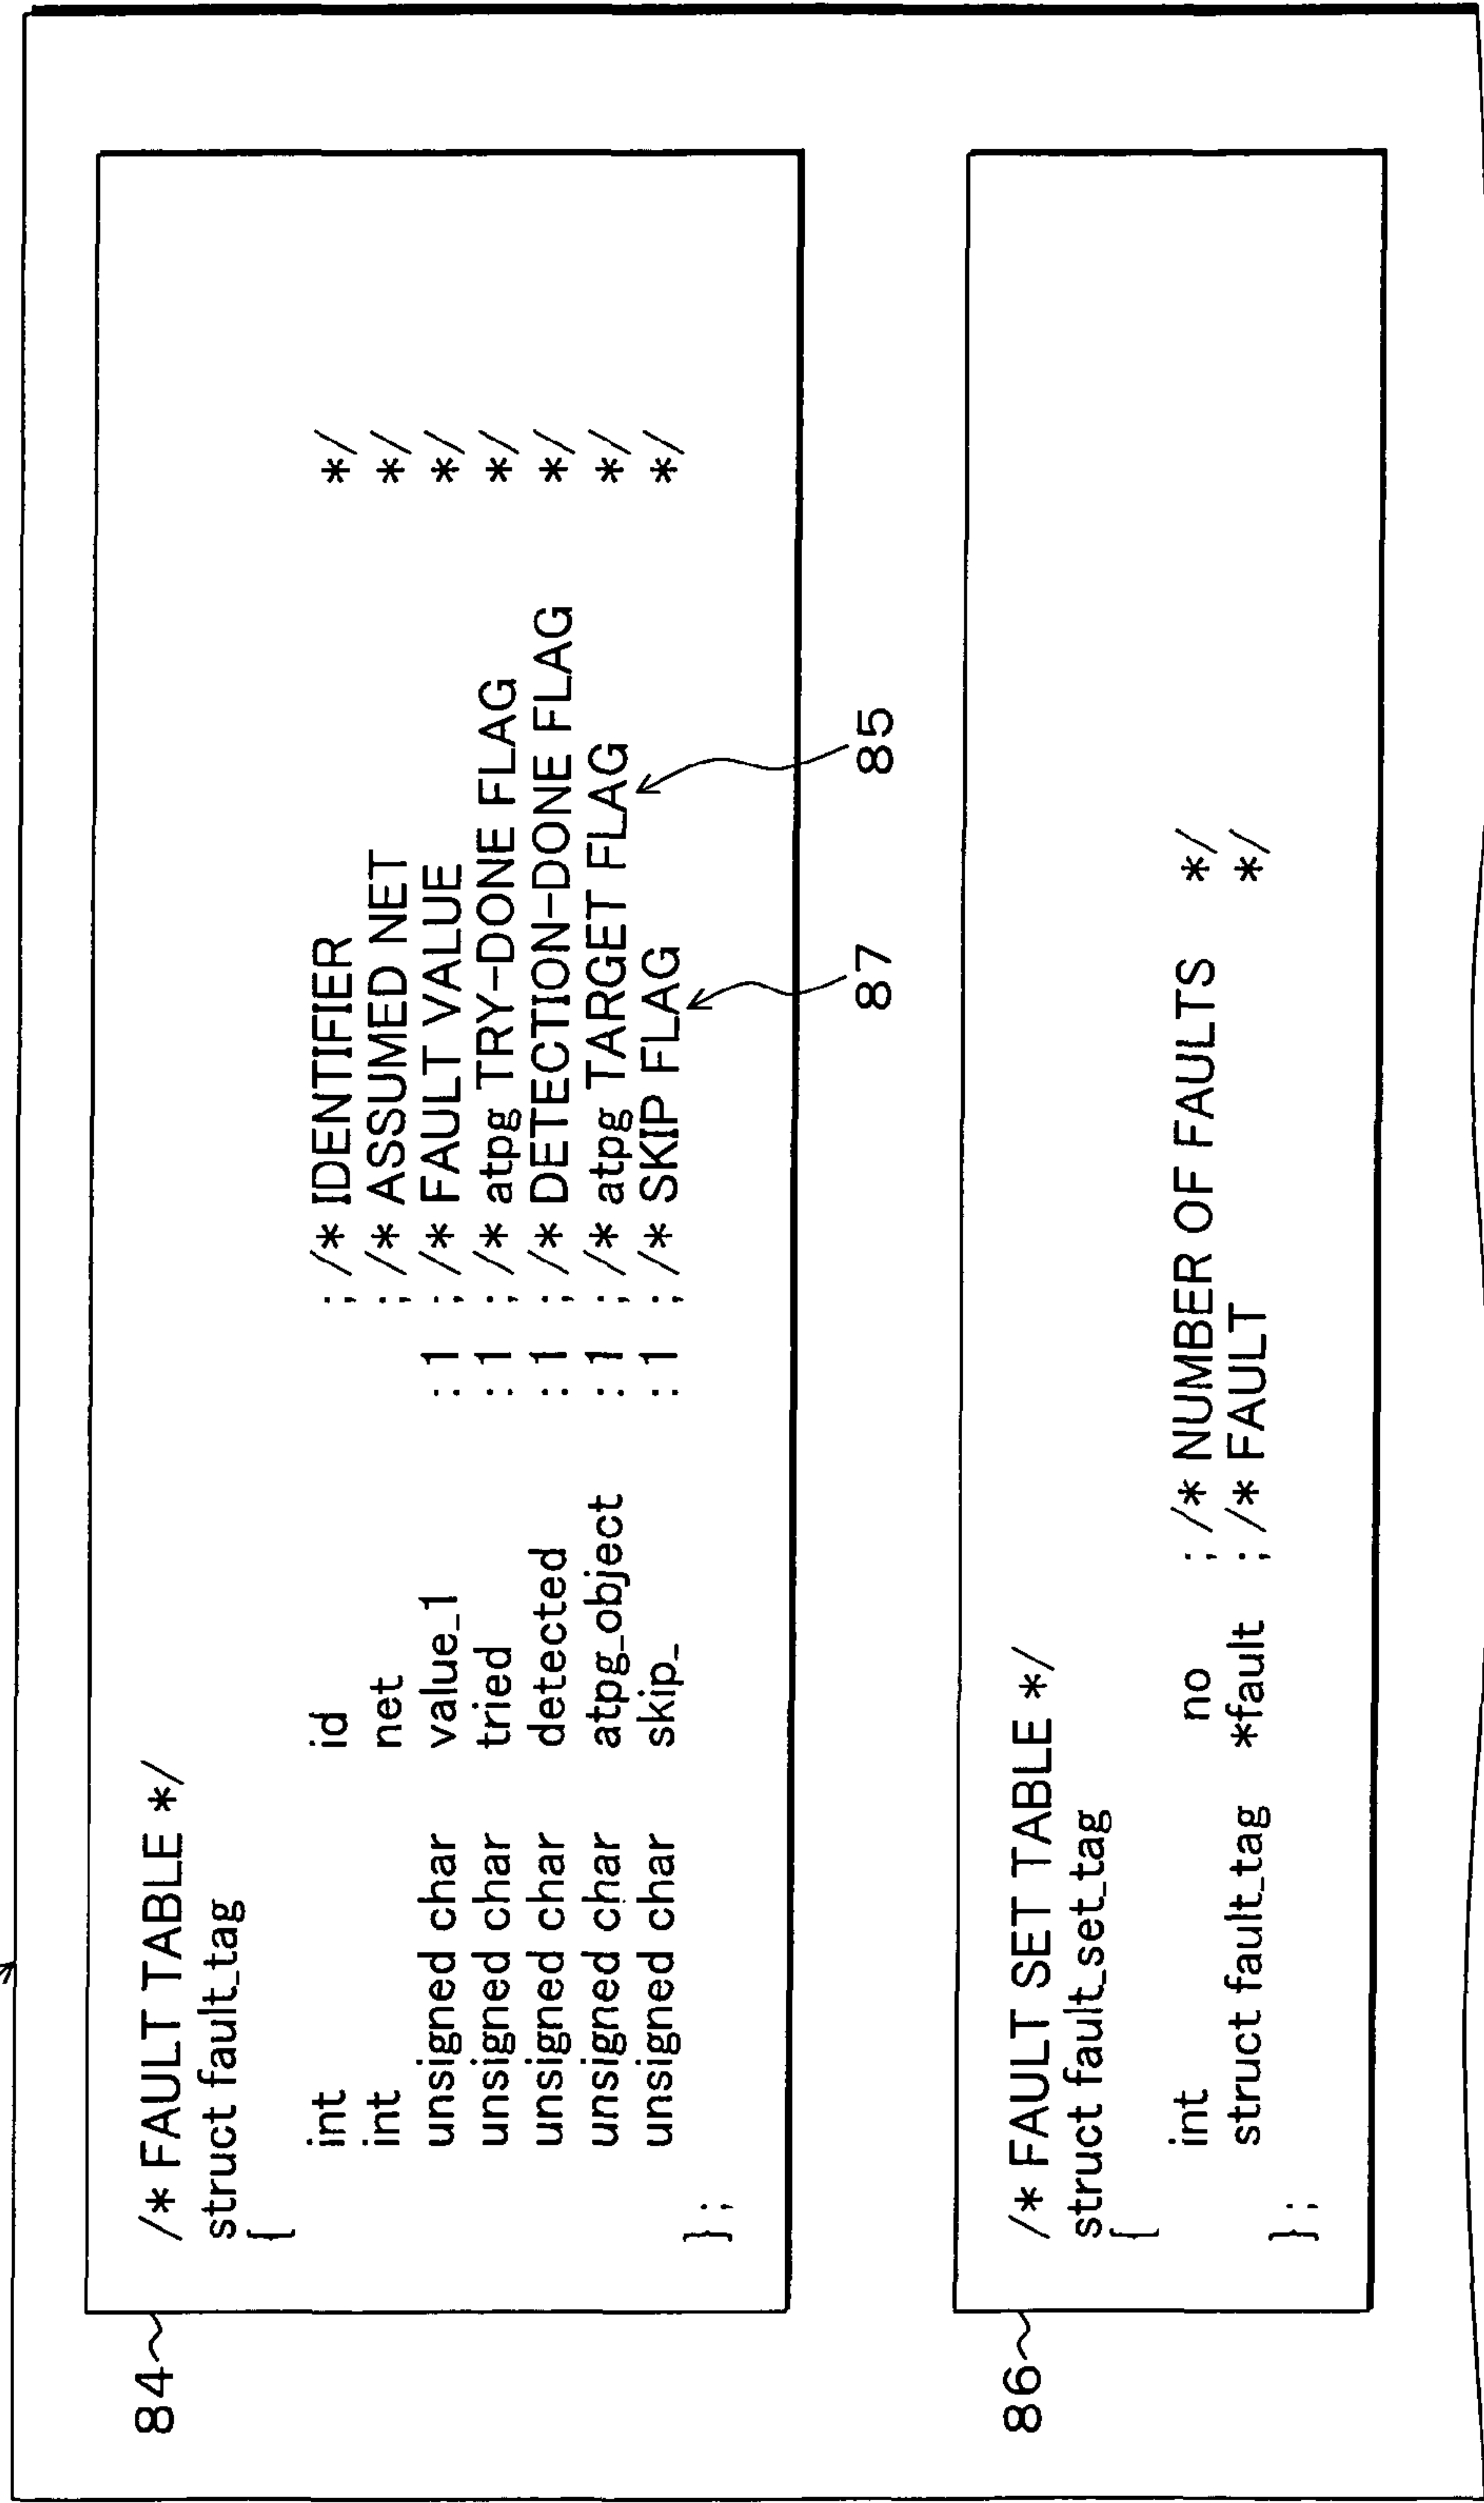 84
/* FAULT TABLE */
struct fault_tag
{
int id ; /* IDENTIFIER */
int net ; /* ASSUMED NET */
unsigned char value_1 : 1 ; /* FAULT VALUE */
unsigned char tried : 1 ; /* atpg TRY-DONE FLAG */
unsigned char detected : 1 ; /* DETECTION-DONE FLAG */
unsigned char atpg_object : 1 ; /* atpg TARGET FLAG */
unsigned char skip_ : 1 ; /* SKIP FLAG */
};
87 85
86
/* FAULT SET TABLE */
struct fault_set_tag
{
int no ; /* NUMBER OF FAULTS */
struct fault_tag *fault ; /* FAULT */
};